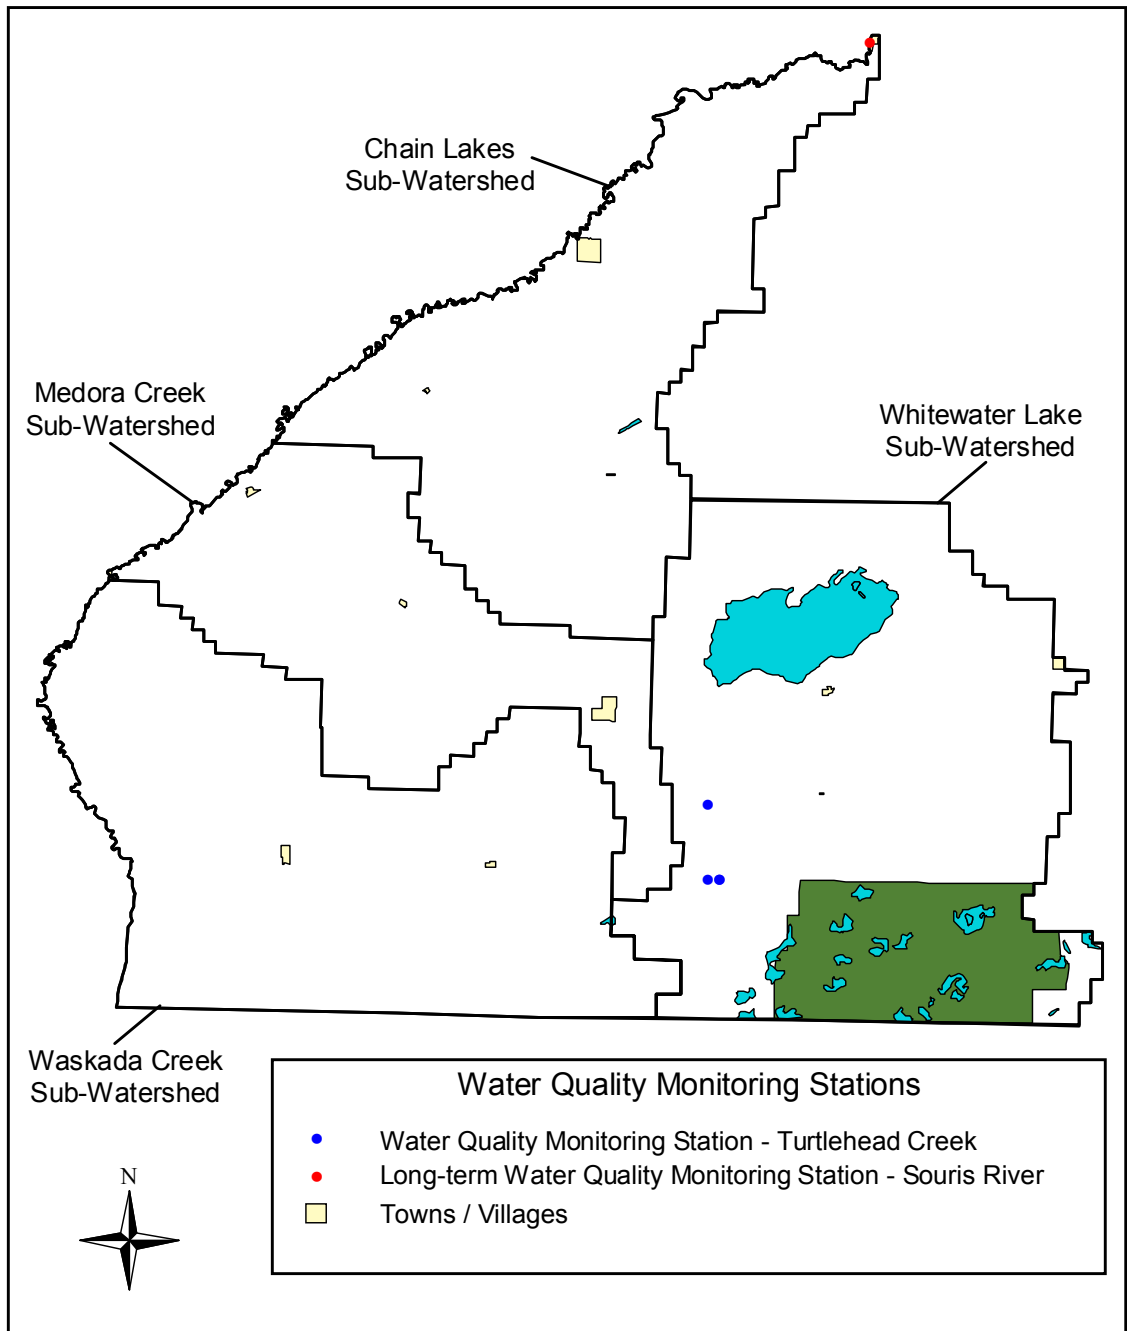 Chain Lakes
Sub-Watershed
Medora Creek
Sub-Watershed
Whitewater Lake
Sub-Watershed
Waskada Creek
Sub-Watershed
Water Quality Monitoring Stations
Water Quality Monitoring Station - Turtlehead Creek
Long-term Water Quality Monitoring Station - Souris River
Towns / Villages
N